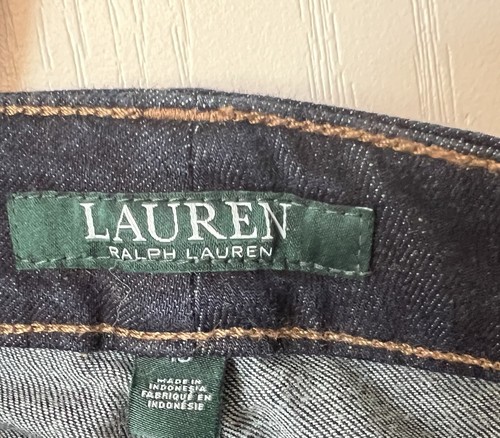 LAUREN
RALPH LAUREN
MADE IN
INDONESIA
FABRIQUÉ EN
INDONÉSIE